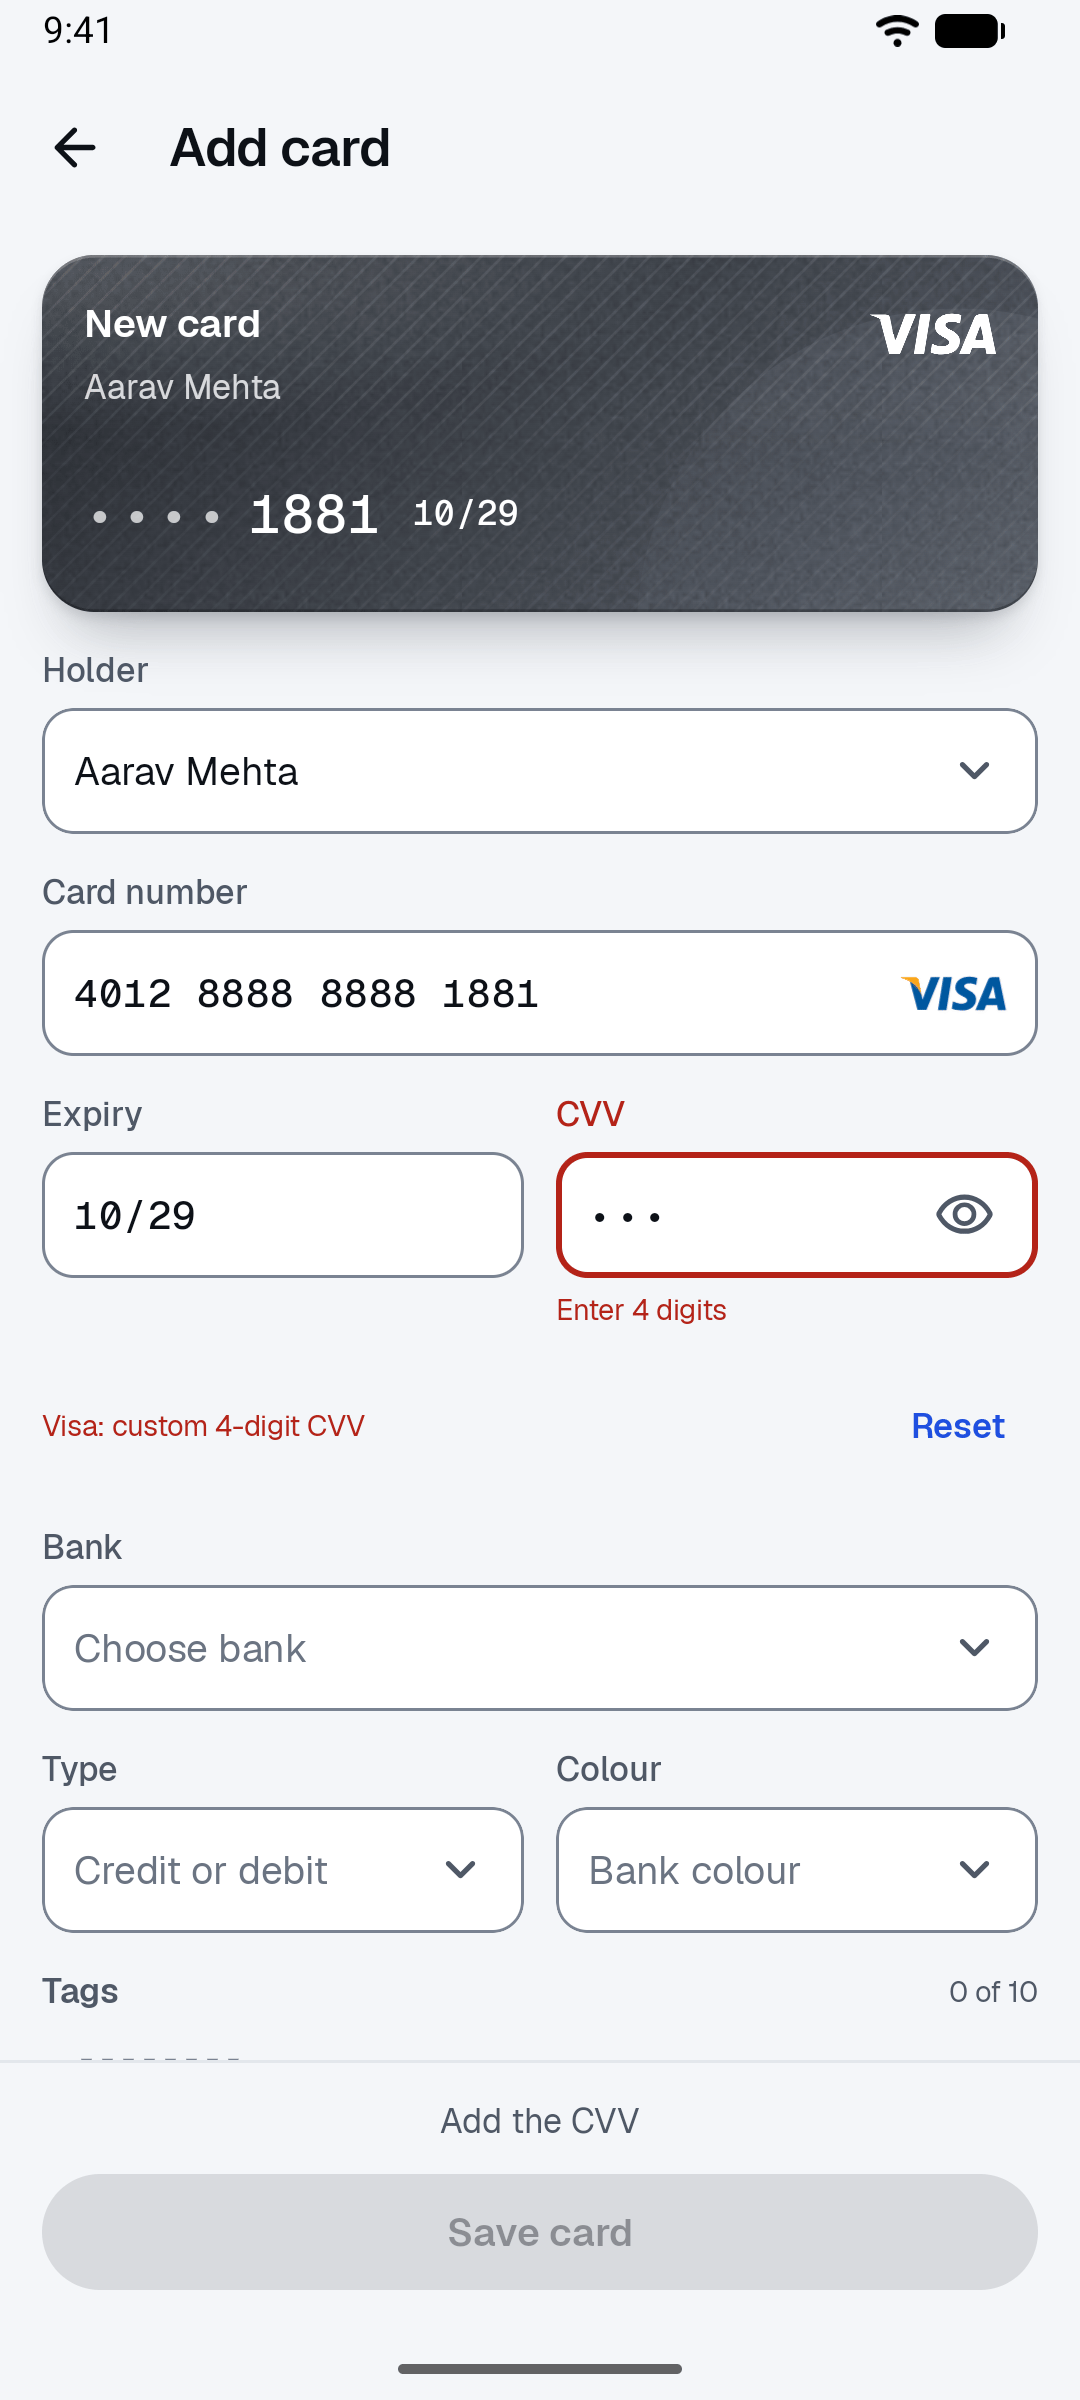 9:41
Add card
New card
VISA
Aarav Mehta
•••• 1881 10/29
Holder
Aarav Mehta
Card number
4012 8888 8888 1881
VISA
Expiry
CVV
10/29
•••
Enter 4 digits
Visa: custom 4-digit CVV
Reset
Bank
Choose bank
Type
Colour
Credit or debit
Bank colour
Tags
0 of 10
Add the CVV
Save card